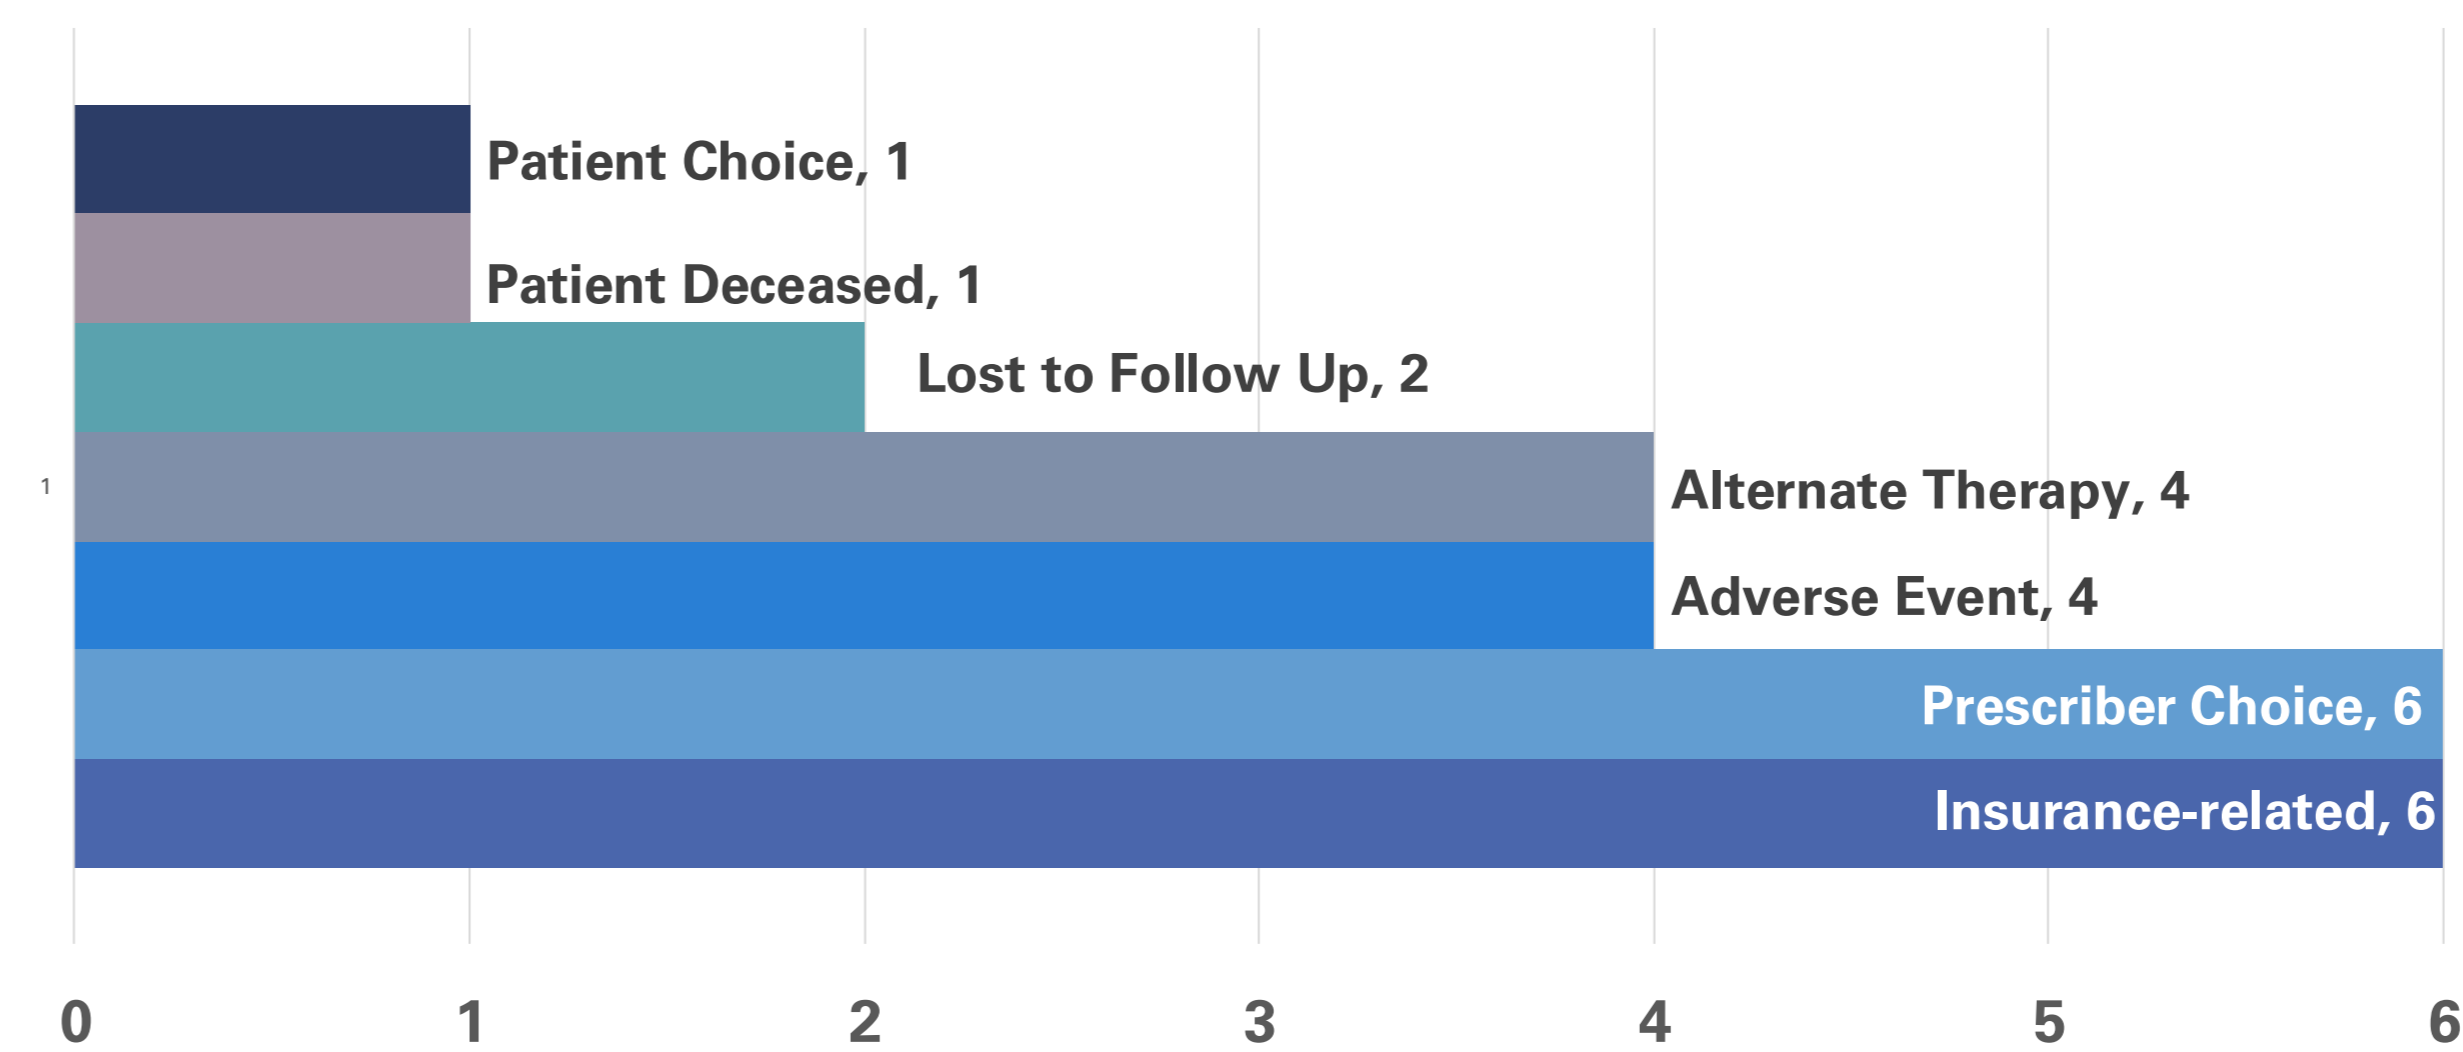 Patient Choice, 1
Patient Deceased, 1
Lost to Follow Up, 2
1
Alternate Therapy, 4
Adverse Event, 4
Prescriber Choice, 6
Insurance-related, 6
0 1 2 3 4 5 6